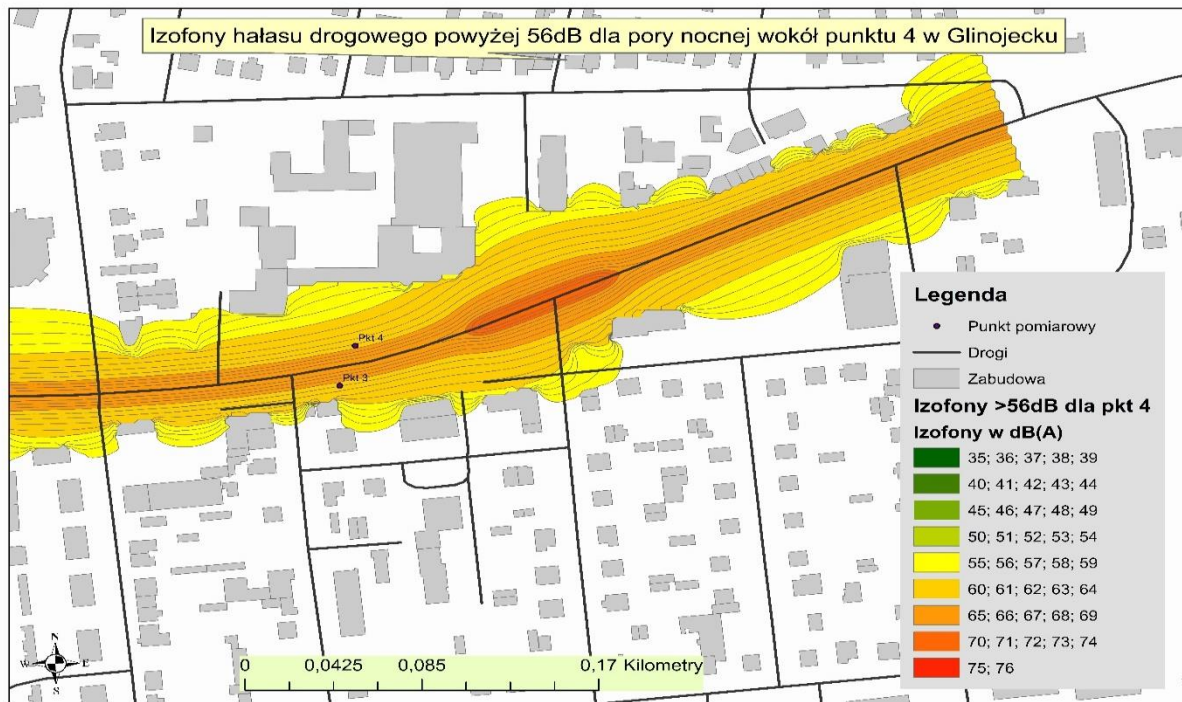 Izofony hałasu drogowego powyżej 56dB dla pory nocnej wokół punktu 4 w Glinojecku
Pkt 4
Pkt 3
Legenda
Punkt pomiarowy
Drogi
Zabudowa
Izofony >56dB dla pkt 4
Izofony w dB(A)
35; 36; 37; 38; 39
40; 41; 42; 43; 44
45; 46; 47; 48; 49
50; 51; 52; 53; 54
55; 56; 57; 58; 59
60; 61; 62; 63; 64
65; 66; 67; 68; 69
70; 71; 72; 73; 74
75; 76
N
W E
S
0 0,0425 0,085 0,17 Kilometry